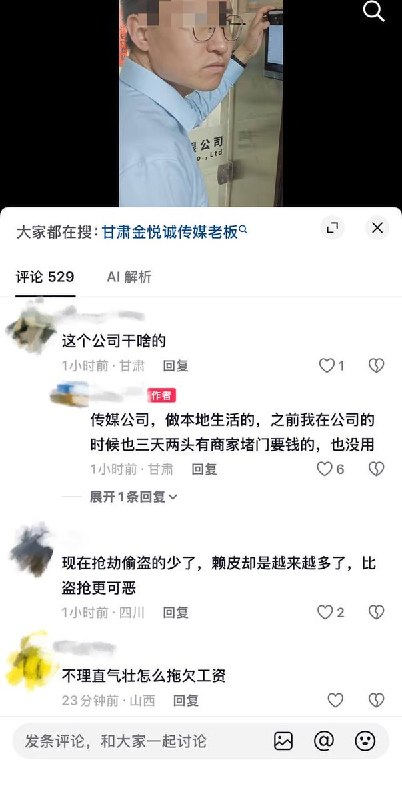 限公司
o., Ltd
大家都在搜：甘肃金悦诚传媒老板
评论 529
AI 解析
这个公司干啥的
1小时前 · 甘肃 回复 1
作者
传媒公司，做本地生活的，之前我在公司的
时候也三天两头有商家堵门要钱的，也没用
1小时前 · 甘肃 回复 6
展开1条回复
现在抢劫偷盗的少了，赖皮却是越来越多了，比
盗抢更可恶
1小时前 · 四川 回复 2
不理直气壮怎么拖欠工资
23分钟前 · 山西 回复
发条评论，和大家一起讨论